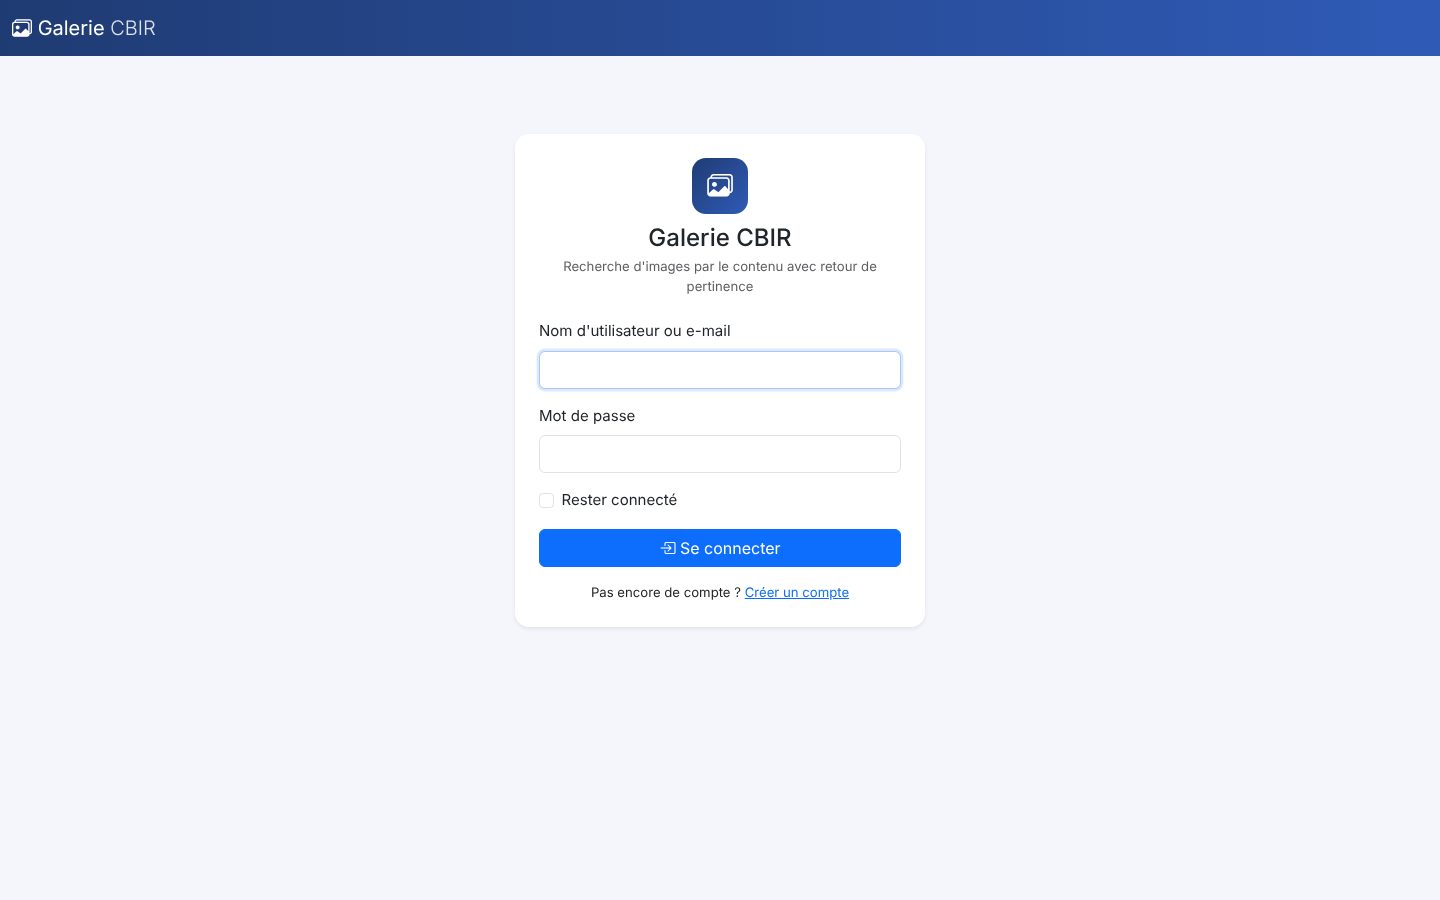 Galerie CBIR
Galerie CBIR
Recherche d'images par le contenu avec retour de
pertinence
Nom d'utilisateur ou e-mail
Mot de passe
Rester connecté
Se connecter
Pas encore de compte ? Créer un compte